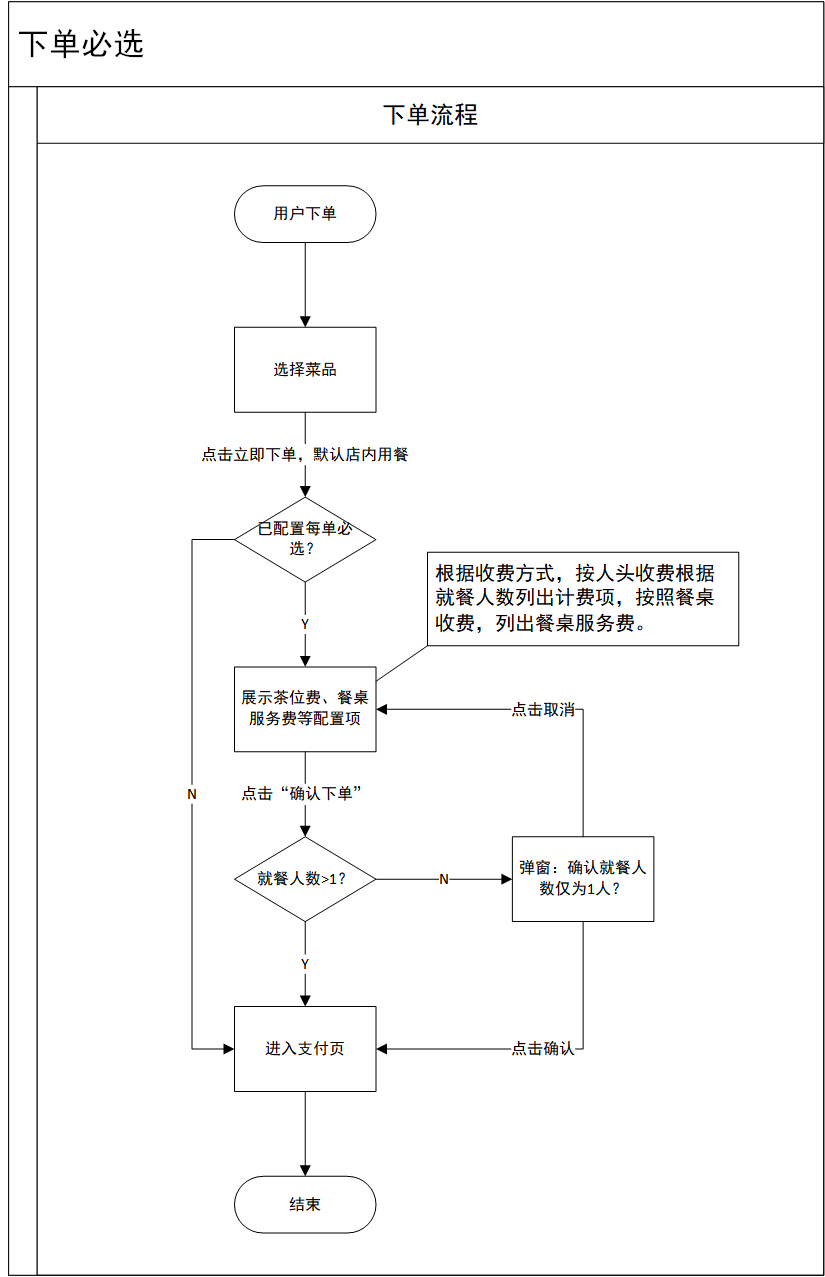 下单必选
下单流程
用户下单
选择菜品
点击立即下单，默认店内用餐
已配置每单必
选？
根据收费方式，按人头收费根据
就餐人数列出计费项，按照餐桌
收费，列出餐桌服务费。
Y
展示茶位费、餐桌
服务费等配置项
点击取消
N
点击“确认下单”
就餐人数>1？
N
弹窗：确认就餐人
数仅为1人？
Y
进入支付页
点击确认
结束